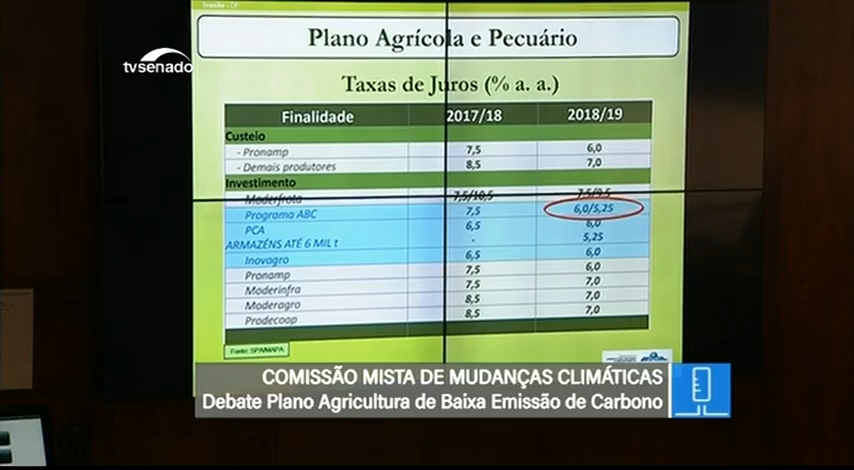 Brasília - DF
tvsenado
Plano Agrícola e Pecuário
Taxas de Juros (% a. a.)
Finalidade 2017/18 2018/19
Custeio
- Pronamp 7,5 6,0
- Demais produtores 8,5 7,0
Investimento
Moderfrota 7,5/10,5 7,5/9,5
Programa ABC 7,5 6,0/5,25
PCA 6,5 6,0
ARMAZÉNS ATÉ 6 MIL t - 5,25
Inovagro 6,5 6,0
Pronamp 7,5 6,0
Moderinfra 7,5 7,0
Moderagro 8,5 7,0
Prodecoop 8,5 7,0
Fonte: SPA/MAPA.
COMISSÃO MISTA DE MUDANÇAS CLIMÁTICAS
Debate Plano Agricultura de Baixa Emissão de Carbono